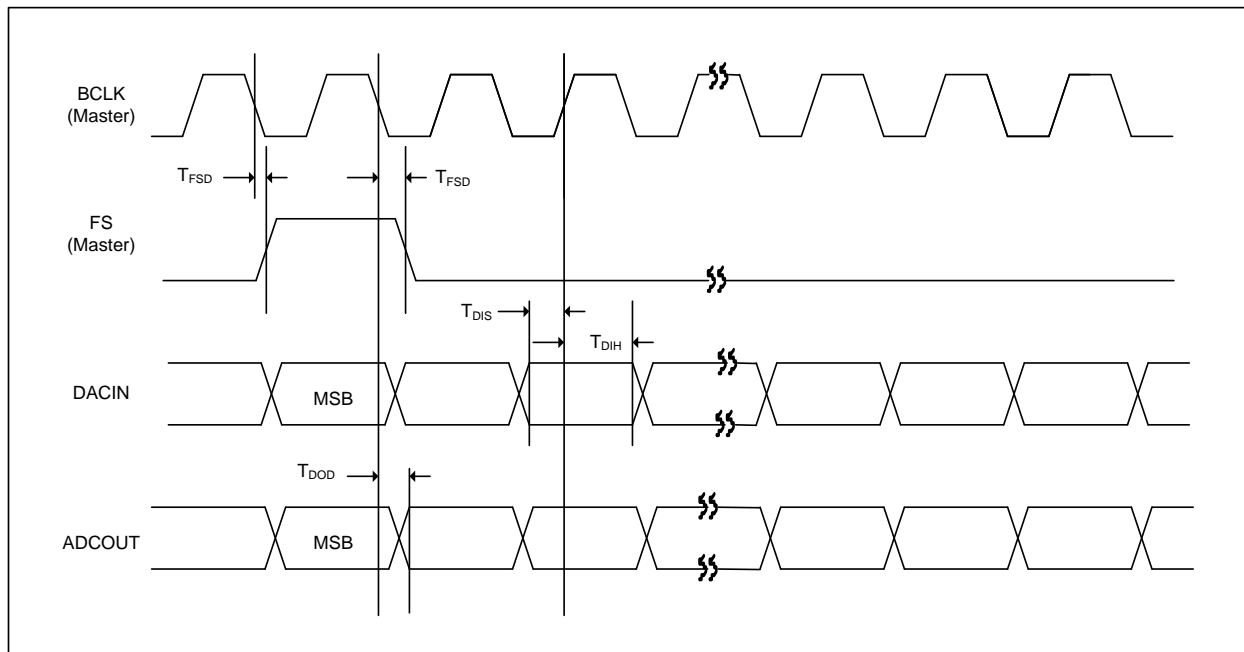 BCLK
(Master)
TFSD
TFSD
FS
(Master)
TDIS
TDIH
DACIN
MSB
TDOD
ADCOUT
MSB